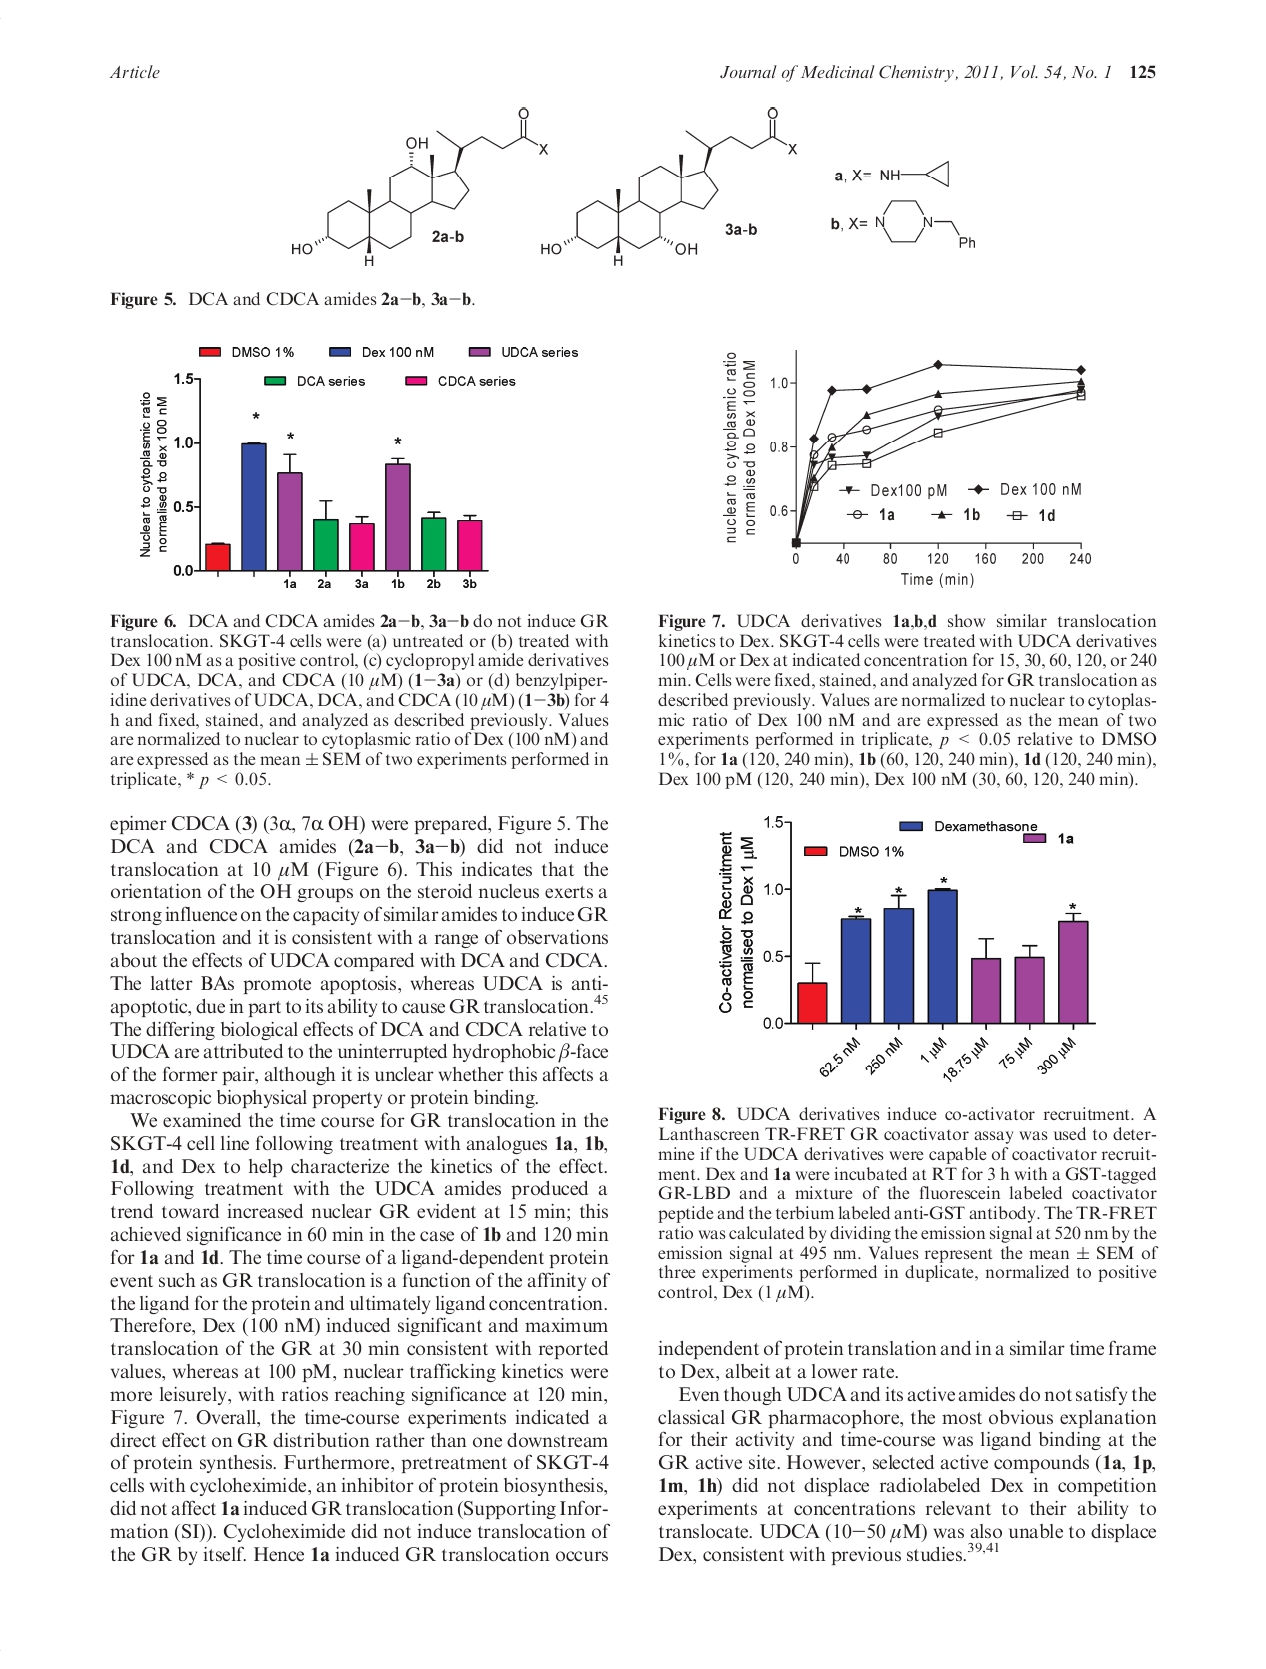 Article
Journal of Medicinal Chemistry, 2011, Vol. 54, No. 1 125
O
OH
X
HO
H
2a-b
O
X
HO
H
OH
3a-b
a, X= NH
b, X= N N
Ph
Figure 5. DCA and CDCA amides 2a−b, 3a−b.
DMSO 1% Dex 100 nM UDCA series
DCA series CDCA series
Nuclear to cytoplasmic ratio
normalised to dex 100 nM
1.5
1.0
0.5
0.0
* * *
1a 2a 3a 1b 2b 3b
Figure 6. DCA and CDCA amides 2a−b, 3a−b do not induce GR
translocation. SKGT-4 cells were (a) untreated or (b) treated with
Dex 100 nM as a positive control, (c) cyclopropyl amide derivatives
of UDCA, DCA, and CDCA (10 μM) (1−3a) or (d) benzylpiper-
idine derivatives of UDCA, DCA, and CDCA (10 μM) (1−3b) for 4
h and fixed, stained, and analyzed as described previously. Values
are normalized to nuclear to cytoplasmic ratio of Dex (100 nM) and
are expressed as the mean ± SEM of two experiments performed in
triplicate, * p < 0.05.
epimer CDCA (3) (3α, 7α OH) were prepared, Figure 5. The
DCA and CDCA amides (2a−b, 3a−b) did not induce
translocation at 10 μM (Figure 6). This indicates that the
orientation of the OH groups on the steroid nucleus exerts a
strong influence on the capacity of similar amides to induce GR
translocation and it is consistent with a range of observations
about the effects of UDCA compared with DCA and CDCA.
The latter BAs promote apoptosis, whereas UDCA is anti-
apoptotic, due in part to its ability to cause GR translocation.45
The differing biological effects of DCA and CDCA relative to
UDCA are attributed to the uninterrupted hydrophobic β-face
of the former pair, although it is unclear whether this affects a
macroscopic biophysical property or protein binding.
We examined the time course for GR translocation in the
SKGT-4 cell line following treatment with analogues 1a, 1b,
1d, and Dex to help characterize the kinetics of the effect.
Following treatment with the UDCA amides produced a
trend toward increased nuclear GR evident at 15 min; this
achieved significance in 60 min in the case of 1b and 120 min
for 1a and 1d. The time course of a ligand-dependent protein
event such as GR translocation is a function of the affinity of
the ligand for the protein and ultimately ligand concentration.
Therefore, Dex (100 nM) induced significant and maximum
translocation of the GR at 30 min consistent with reported
values, whereas at 100 pM, nuclear trafficking kinetics were
more leisurely, with ratios reaching significance at 120 min,
Figure 7. Overall, the time-course experiments indicated a
direct effect on GR distribution rather than one downstream
of protein synthesis. Furthermore, pretreatment of SKGT-4
cells with cycloheximide, an inhibitor of protein biosynthesis,
did not affect 1a induced GR translocation (Supporting Infor-
mation (SI)). Cycloheximide did not induce translocation of
the GR by itself. Hence 1a induced GR translocation occurs
nuclear to cytoplasmic ratio
normalised to Dex 100nM
1.0
0.8
0.6
Dex100 pM Dex 100 nM
1a 1b 1d
0 40 80 120 160 200 240
Time (min)
Figure 7. UDCA derivatives 1a,b,d show similar translocation
kinetics to Dex. SKGT-4 cells were treated with UDCA derivatives
100 μM or Dex at indicated concentration for 15, 30, 60, 120, or 240
min. Cells were fixed, stained, and analyzed for GR translocation as
described previously. Values are normalized to nuclear to cytoplas-
mic ratio of Dex 100 nM and are expressed as the mean of two
experiments performed in triplicate, p < 0.05 relative to DMSO
1%, for 1a (120, 240 min), 1b (60, 120, 240 min), 1d (120, 240 min),
Dex 100 pM (120, 240 min), Dex 100 nM (30, 60, 120, 240 min).
Co-activator Recruitment
normalised to Dex 1 μM
1.5
1.0
0.5
0.0
Dexamethasone
1a
DMSO 1%
* * * *
62.5 nM 250 nM 1 μM 18.75 μM 75 μM 300 μM
Figure 8. UDCA derivatives induce co-activator recruitment. A
Lanthascreen TR-FRET GR coactivator assay was used to deter-
mine if the UDCA derivatives were capable of coactivator recruit-
ment. Dex and 1a were incubated at RT for 3 h with a GST-tagged
GR-LBD and a mixture of the fluorescein labeled coactivator
peptide and the terbium labeled anti-GST antibody. The TR-FRET
ratio was calculated by dividing the emission signal at 520 nm by the
emission signal at 495 nm. Values represent the mean ± SEM of
three experiments performed in duplicate, normalized to positive
control, Dex (1 μM).
independent of protein translation and in a similar time frame
to Dex, albeit at a lower rate.
Even though UDCA and its active amides do not satisfy the
classical GR pharmacophore, the most obvious explanation
for their activity and time-course was ligand binding at the
GR active site. However, selected active compounds (1a, 1p,
1m, 1h) did not displace radiolabeled Dex in competition
experiments at concentrations relevant to their ability to
translocate. UDCA (10−50 μM) was also unable to displace
Dex, consistent with previous studies.39,41